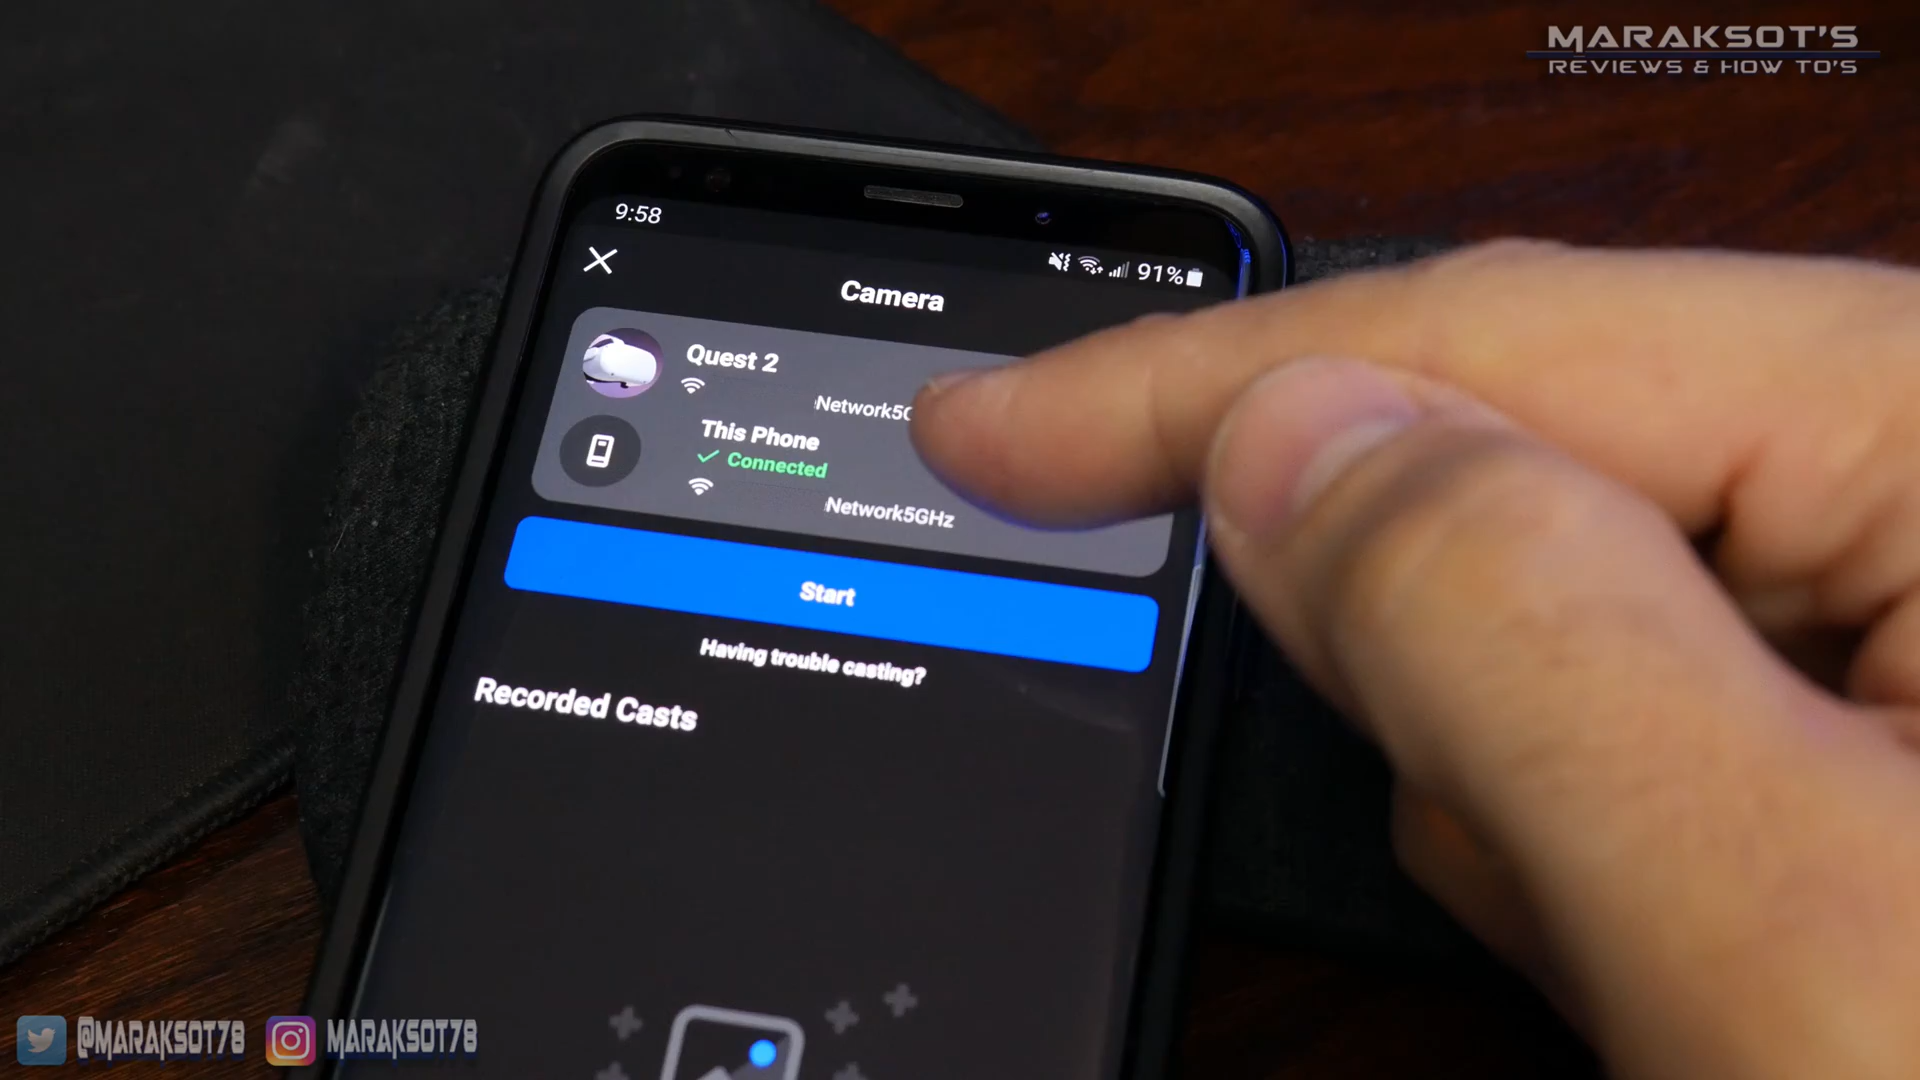 MARAKSOT'S
REVIEWS & HOW TO'S
9:58
91%
Camera
Quest 2
Network5G
This Phone
Connected
Network5GHz
Start
Having trouble casting?
Recorded Casts
@MARAKSOT78
MARAKSOT78